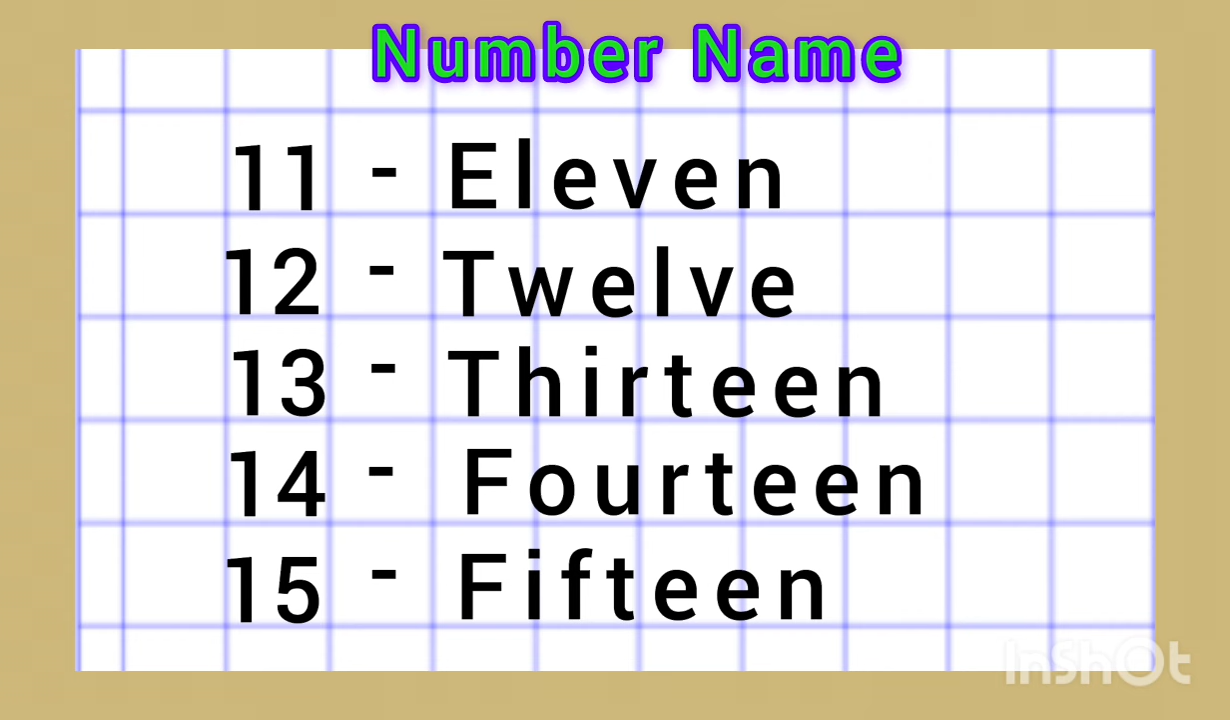 Number Name
11 - Eleven
12 - Twelve
13 - Thirteen
14 - Fourteen
15 - Fifteen
InShOt